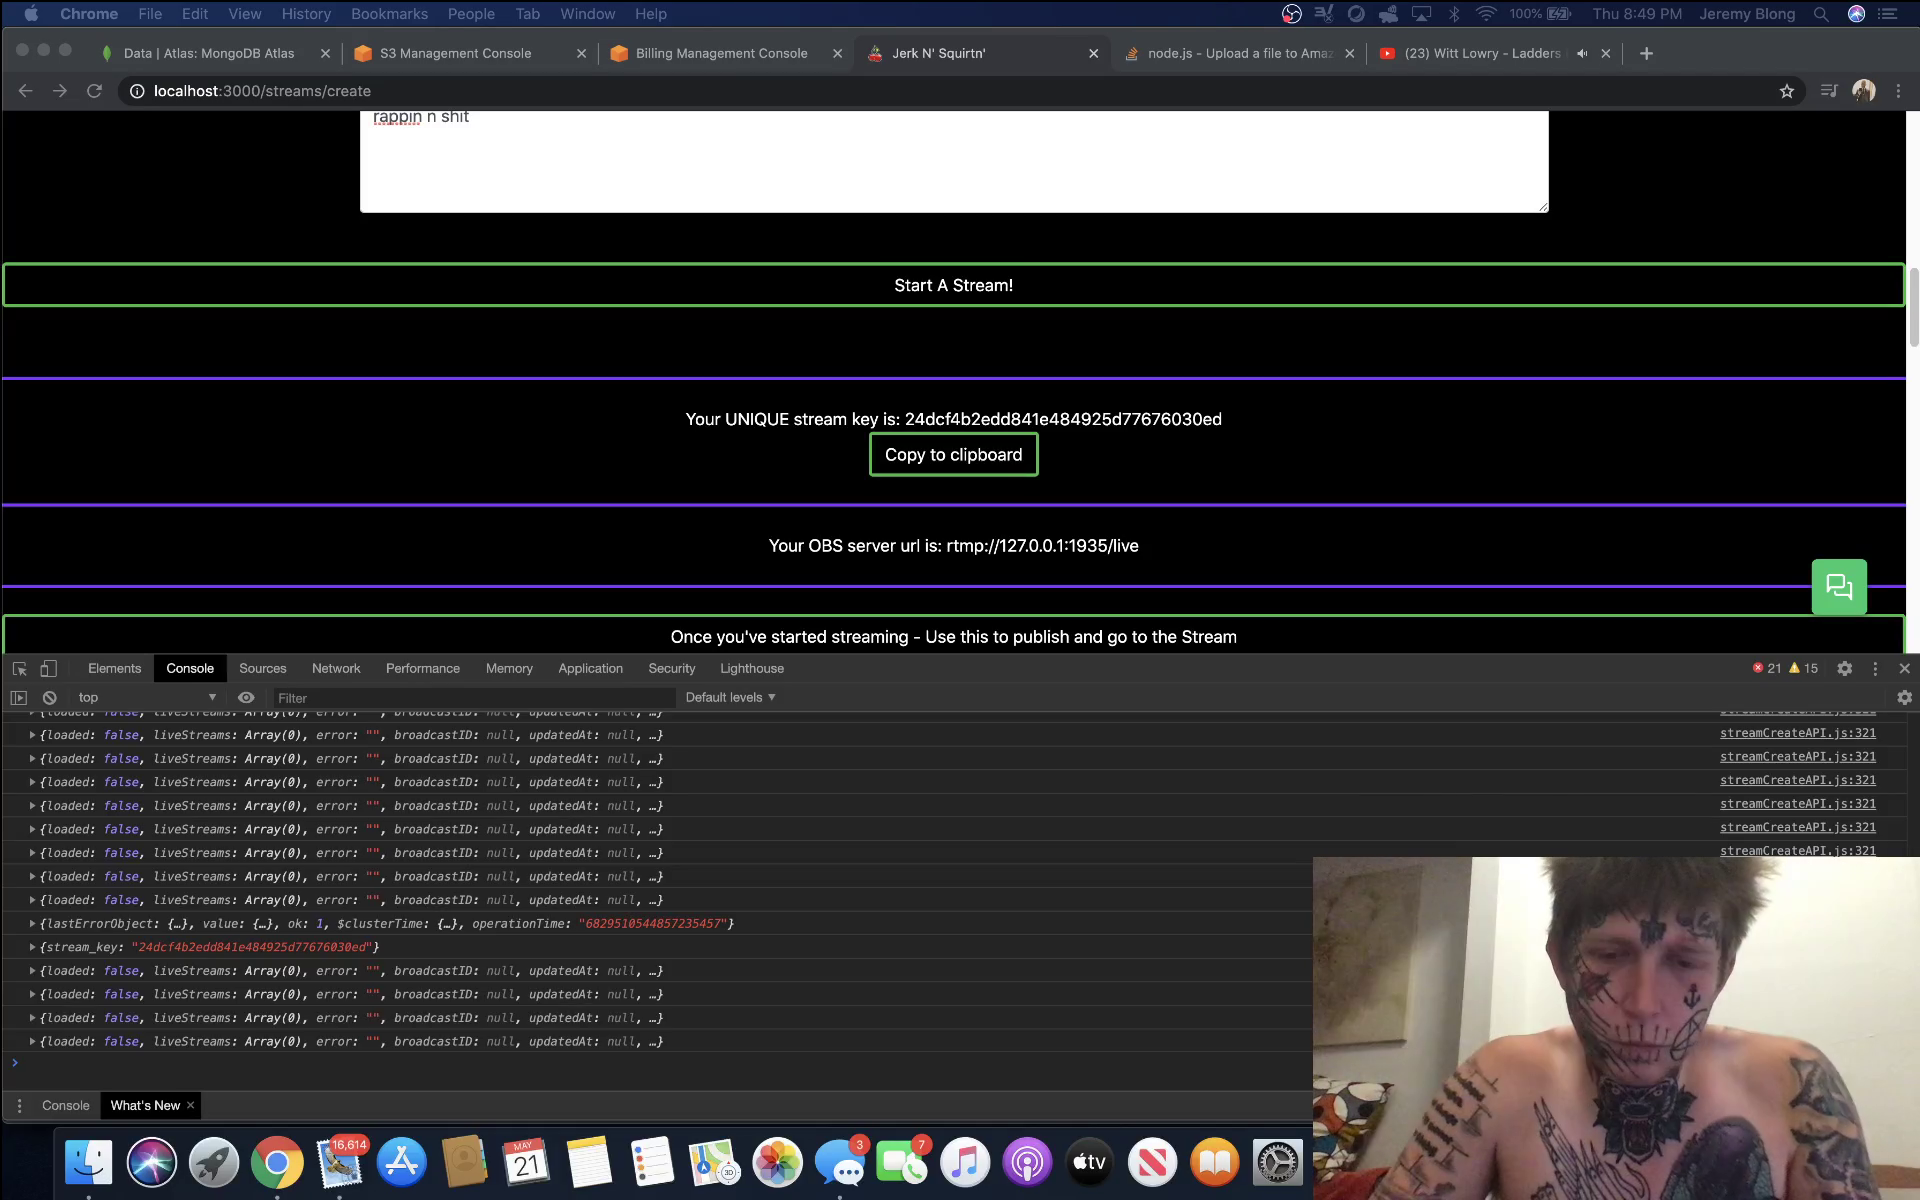 Chrome File Edit View History Bookmarks People Tab Window Help 100% Thu 8:49 PM Jeremy Blong
Data | Atlas: MongoDB Atlas S3 Management Console Billing Management Console Jerk N' Squirtn' node.js - Upload a file to Amaz (23) Witt Lowry - Ladders
localhost:3000/streams/create
rappin n shit
Start A Stream!
Your UNIQUE stream key is: 24dcf4b2edd841e484925d77676030ed
Copy to clipboard
Your OBS server url is: rtmp://127.0.0.1:1935/live
Once you've started streaming - Use this to publish and go to the Stream
Elements Console Sources Network Performance Memory Application Security Lighthouse 21 15
top Filter Default levels
{loaded: false, liveStreams: Array(0), error: "", broadcastID: null, updatedAt: null, …} streamCreateAPI.js:321
{loaded: false, liveStreams: Array(0), error: "", broadcastID: null, updatedAt: null, …} streamCreateAPI.js:321
{loaded: false, liveStreams: Array(0), error: "", broadcastID: null, updatedAt: null, …} streamCreateAPI.js:321
{loaded: false, liveStreams: Array(0), error: "", broadcastID: null, updatedAt: null, …} streamCreateAPI.js:321
{loaded: false, liveStreams: Array(0), error: "", broadcastID: null, updatedAt: null, …} streamCreateAPI.js:321
{loaded: false, liveStreams: Array(0), error: "", broadcastID: null, updatedAt: null, …} streamCreateAPI.js:321
{loaded: false, liveStreams: Array(0), error: "", broadcastID: null, updatedAt: null, …} streamCreateAPI.js:321
{loaded: false, liveStreams: Array(0), error: "", broadcastID: null, updatedAt: null, …}
{loaded: false, liveStreams: Array(0), error: "", broadcastID: null, updatedAt: null, …}
{lastErrorObject: {…}, value: {…}, ok: 1, $clusterTime: {…}, operationTime: "6829510544857235457"}
{stream_key: "24dcf4b2edd841e484925d77676030ed"}
{loaded: false, liveStreams: Array(0), error: "", broadcastID: null, updatedAt: null, …}
{loaded: false, liveStreams: Array(0), error: "", broadcastID: null, updatedAt: null, …}
{loaded: false, liveStreams: Array(0), error: "", broadcastID: null, updatedAt: null, …}
{loaded: false, liveStreams: Array(0), error: "", broadcastID: null, updatedAt: null, …}
Console What's New
16,614 MAY 21 3D 3 7 tv